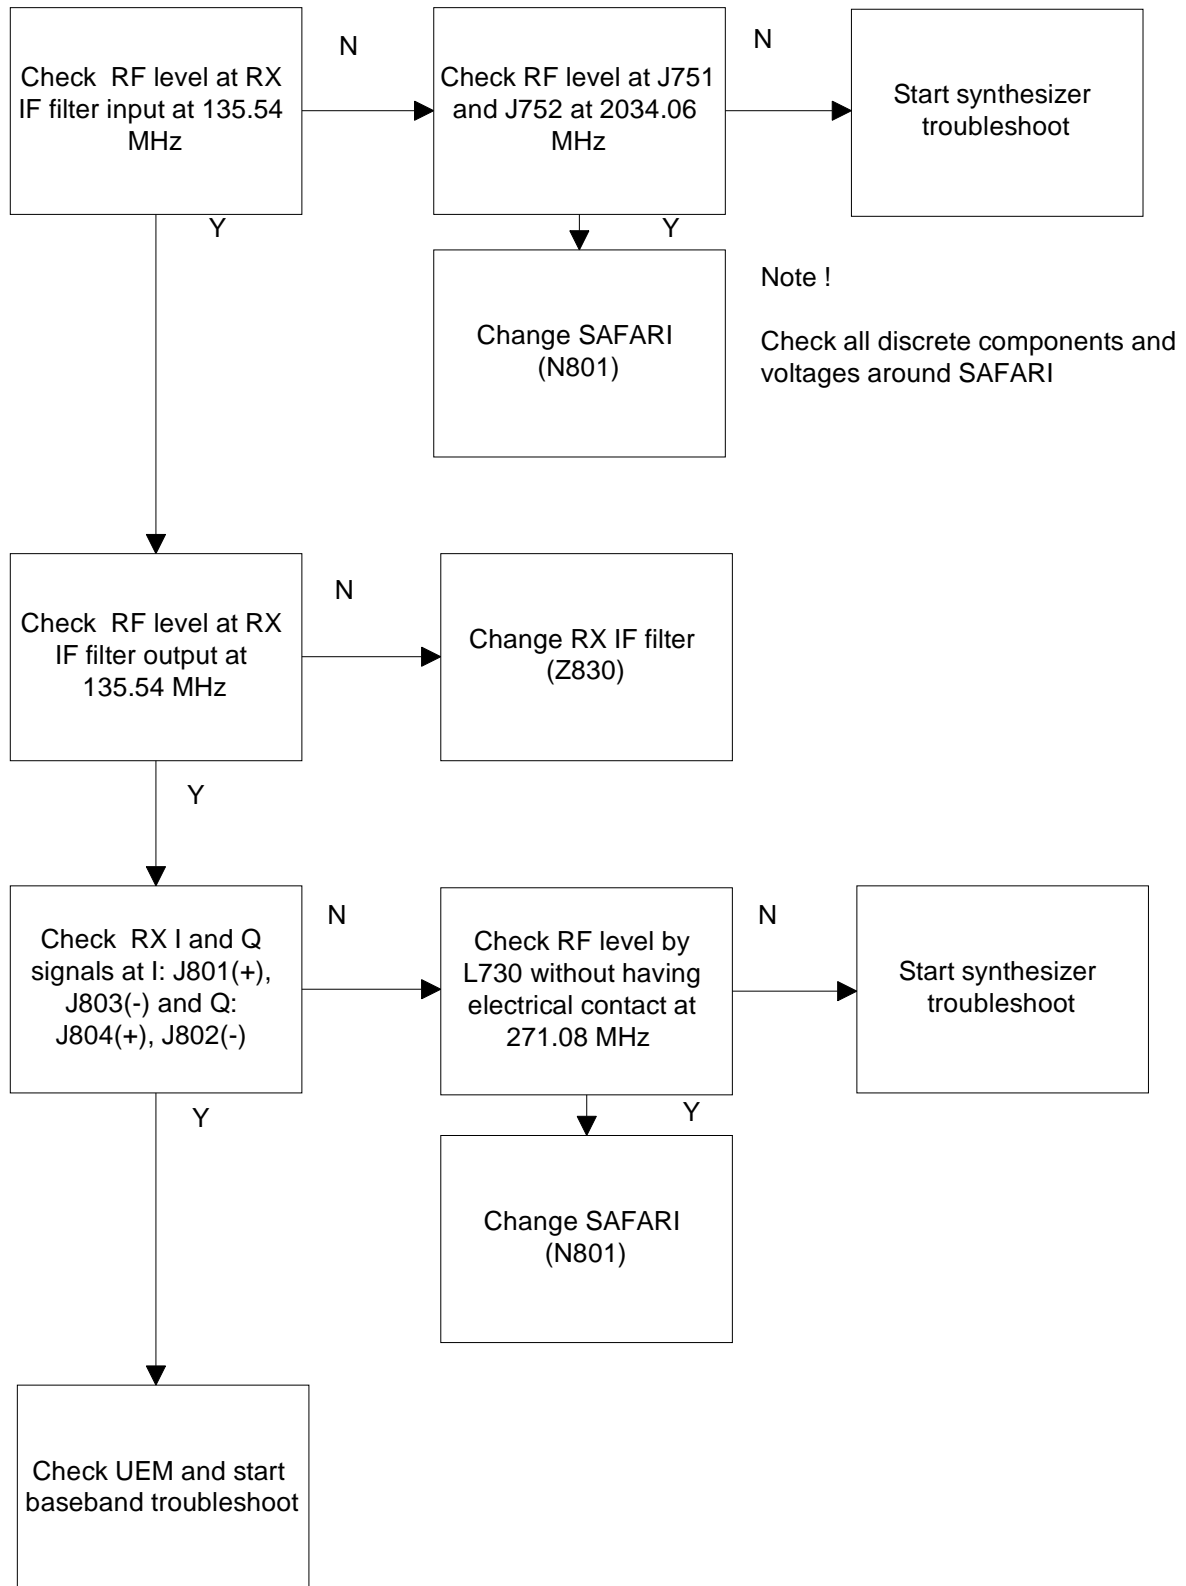 Check RF level at RX
IF filter input at 135.54
MHz
N
Check RF level at J751
and J752 at 2034.06
MHz
N
Start synthesizer
troubleshoot
Y
Y
Change SAFARI
(N801)
Note !
Check all discrete components and
voltages around SAFARI
Check RF level at RX
IF filter output at
135.54 MHz
N
Change RX IF filter
(Z830)
Y
Check RX I and Q
signals at I: J801(+),
J803(-) and Q:
J804(+), J802(-)
N
Check RF level by
L730 without having
electrical contact at
271.08 MHz
N
Start synthesizer
troubleshoot
Y
Y
Change SAFARI
(N801)
Check UEM and start
baseband troubleshoot